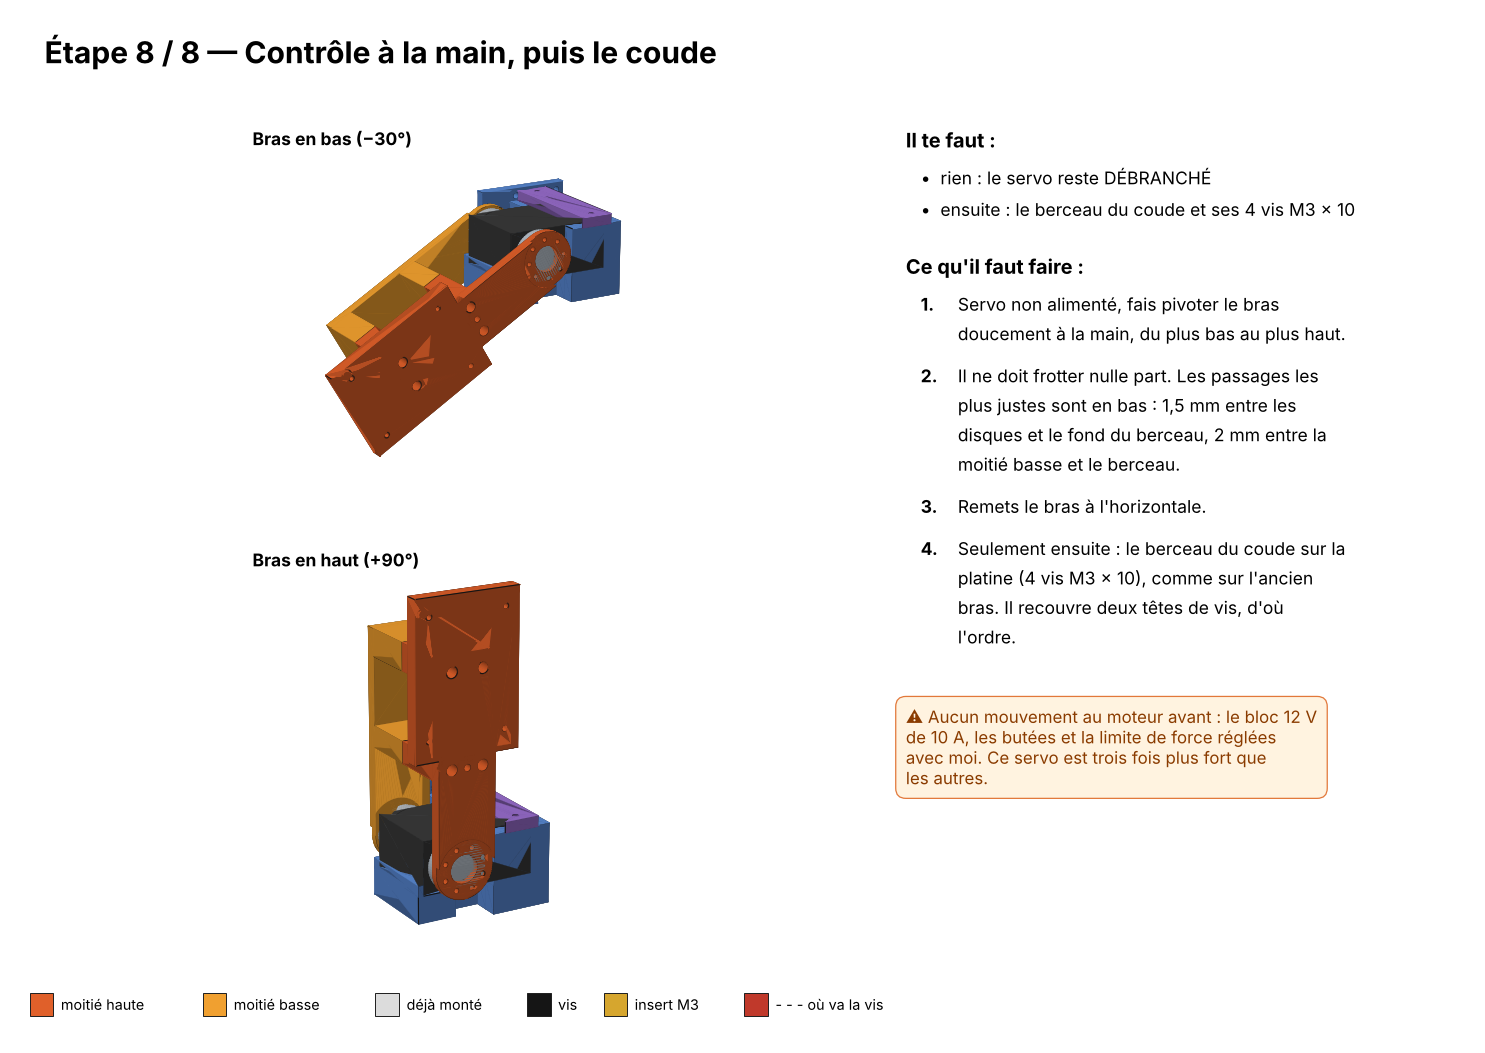 Étape 8 / 8 — Contrôle à la main, puis le coude
Bras en bas (−30°)
Bras en haut (+90°)
Il te faut :
• rien : le servo reste DÉBRANCHÉ
• ensuite : le berceau du coude et ses 4 vis M3 × 10
Ce qu'il faut faire :
1. Servo non alimenté, fais pivoter le bras
doucement à la main, du plus bas au plus haut.
2. Il ne doit frotter nulle part. Les passages les
plus justes sont en bas : 1,5 mm entre les
disques et le fond du berceau, 2 mm entre la
moitié basse et le berceau.
3. Remets le bras à l'horizontale.
4. Seulement ensuite : le berceau du coude sur la
platine (4 vis M3 × 10), comme sur l'ancien
bras. Il recouvre deux têtes de vis, d'où
l'ordre.
⚠ Aucun mouvement au moteur avant : le bloc 12 V
de 10 A, les butées et la limite de force réglées
avec moi. Ce servo est trois fois plus fort que
les autres.
moitié haute
moitié basse
déjà monté
vis
insert M3
- - - où va la vis